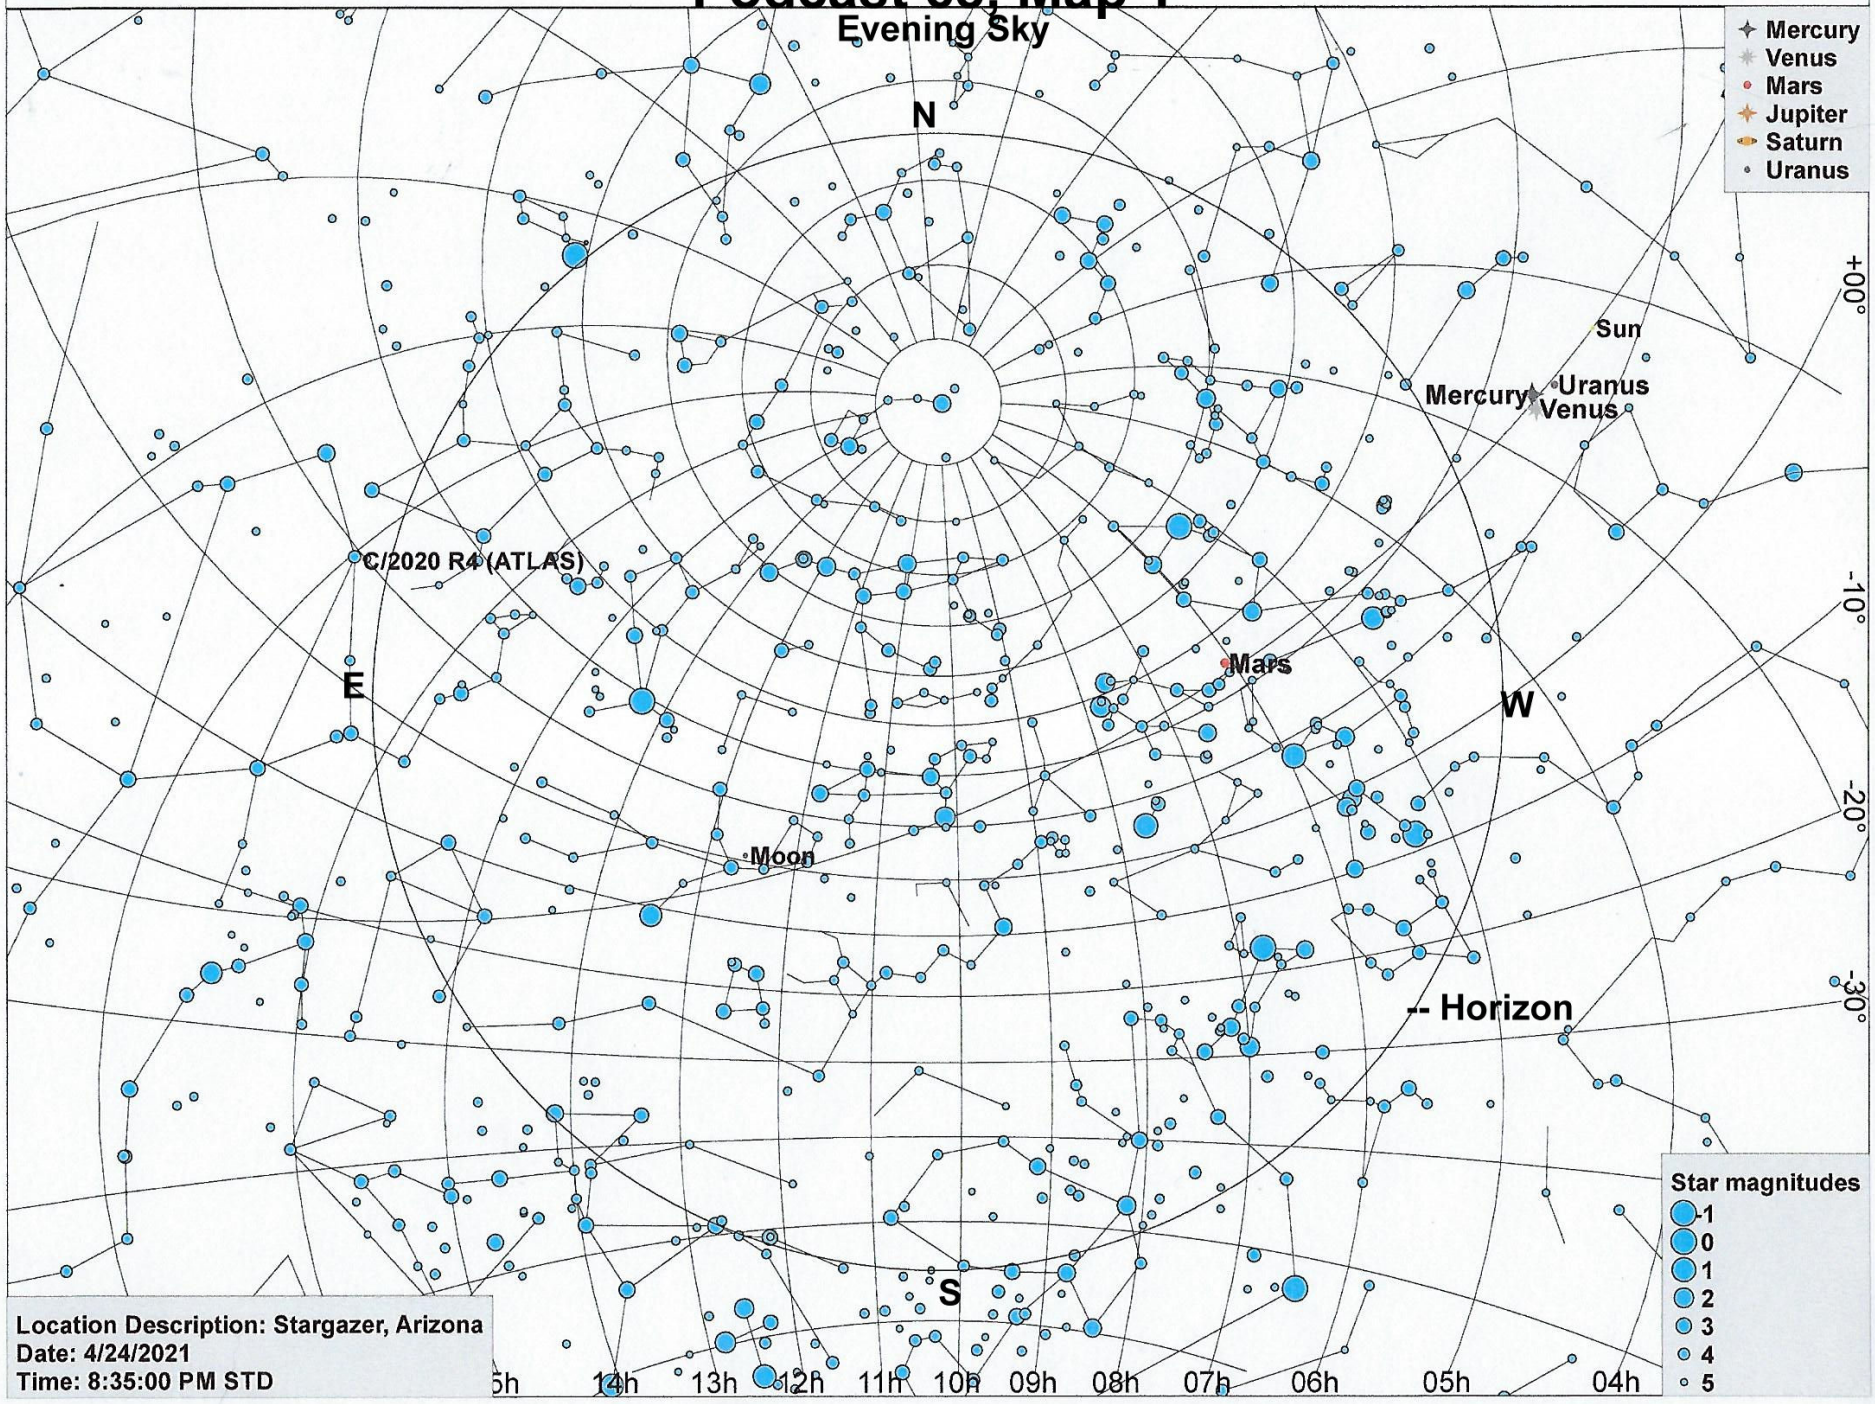 Evening Sky
Mercury
Venus
Mars
Jupiter
Saturn
Uranus
N
+00°
Sun
Mercury
Uranus
Venus
C/2020 R4 (ATLAS)
-10°
Mars
E
W
-20°
Moon
-30°
-- Horizon
Star magnitudes
-1
0
1
2
3
4
5
S
Location Description: Stargazer, Arizona
Date: 4/24/2021
Time: 8:35:00 PM STD
5h 14h 13h 12h 11h 10h 09h 08h 07h 06h 05h 04h